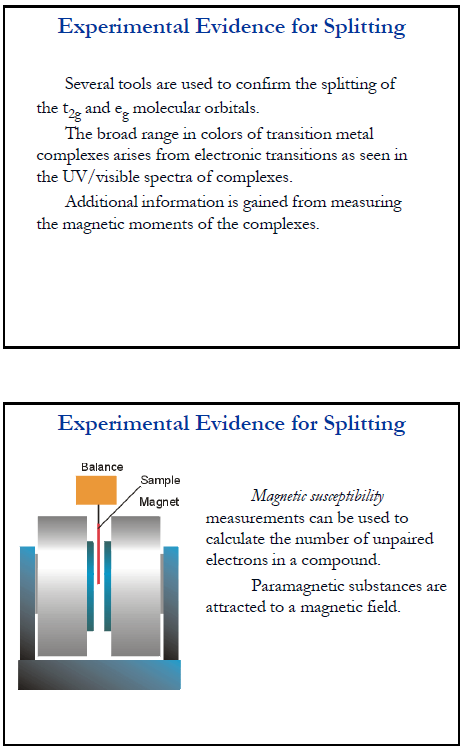 Experimental Evidence for Splitting
Several tools are used to confirm the splitting of
the t2g and eg molecular orbitals.
The broad range in colors of transition metal
complexes arises from electronic transitions as seen in
the UV/visible spectra of complexes.
Additional information is gained from measuring
the magnetic moments of the complexes.
Experimental Evidence for Splitting
Balance
Sample
Magnet
Magnetic susceptibility
measurements can be used to
calculate the number of unpaired
electrons in a compound.
Paramagnetic substances are
attracted to a magnetic field.